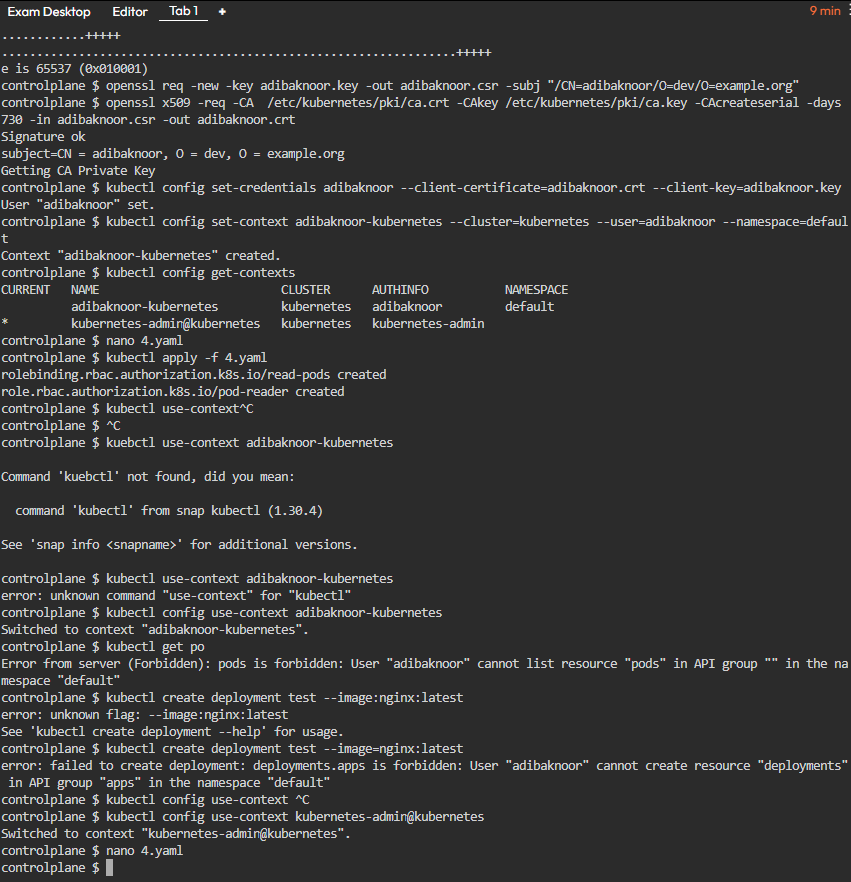 Exam Desktop Editor Tab 1 + 9 min
............+++++
.................................................................+++++
e is 65537 (0x010001)
controlplane $ openssl req -new -key adibaknoor.key -out adibaknoor.csr -subj "/CN=adibaknoor/O=dev/O=example.org"
controlplane $ openssl x509 -req -CA  /etc/kubernetes/pki/ca.crt -CAkey /etc/kubernetes/pki/ca.key -CAcreateserial -days
730 -in adibaknoor.csr -out adibaknoor.crt
Signature ok
subject=CN = adibaknoor, O = dev, O = example.org
Getting CA Private Key
controlplane $ kubectl config set-credentials adibaknoor --client-certificate=adibaknoor.crt --client-key=adibaknoor.key
User "adibaknoor" set.
controlplane $ kubectl config set-context adibaknoor-kubernetes --cluster=kubernetes --user=adibaknoor --namespace=defaul
t
Context "adibaknoor-kubernetes" created.
controlplane $ kubectl config get-contexts
CURRENT   NAME                          CLUSTER      AUTHINFO           NAMESPACE
          adibaknoor-kubernetes         kubernetes   adibaknoor         default
*         kubernetes-admin@kubernetes   kubernetes   kubernetes-admin
controlplane $ nano 4.yaml
controlplane $ kubectl apply -f 4.yaml
rolebinding.rbac.authorization.k8s.io/read-pods created
role.rbac.authorization.k8s.io/pod-reader created
controlplane $ kubectl use-context^C
controlplane $ ^C
controlplane $ kuebctl use-context adibaknoor-kubernetes
Command 'kuebctl' not found, did you mean:
  command 'kubectl' from snap kubectl (1.30.4)
See 'snap info <snapname>' for additional versions.
controlplane $ kubectl use-context adibaknoor-kubernetes
error: unknown command "use-context" for "kubectl"
controlplane $ kubectl config use-context adibaknoor-kubernetes
Switched to context "adibaknoor-kubernetes".
controlplane $ kubectl get po
Error from server (Forbidden): pods is forbidden: User "adibaknoor" cannot list resource "pods" in API group "" in the na
mespace "default"
controlplane $ kubectl create deployment test --image:nginx:latest
error: unknown flag: --image:nginx:latest
See 'kubectl create deployment --help' for usage.
controlplane $ kubectl create deployment test --image=nginx:latest
error: failed to create deployment: deployments.apps is forbidden: User "adibaknoor" cannot create resource "deployments"
 in API group "apps" in the namespace "default"
controlplane $ kubectl config use-context ^C
controlplane $ kubectl config use-context kubernetes-admin@kubernetes
Switched to context "kubernetes-admin@kubernetes".
controlplane $ nano 4.yaml
controlplane $